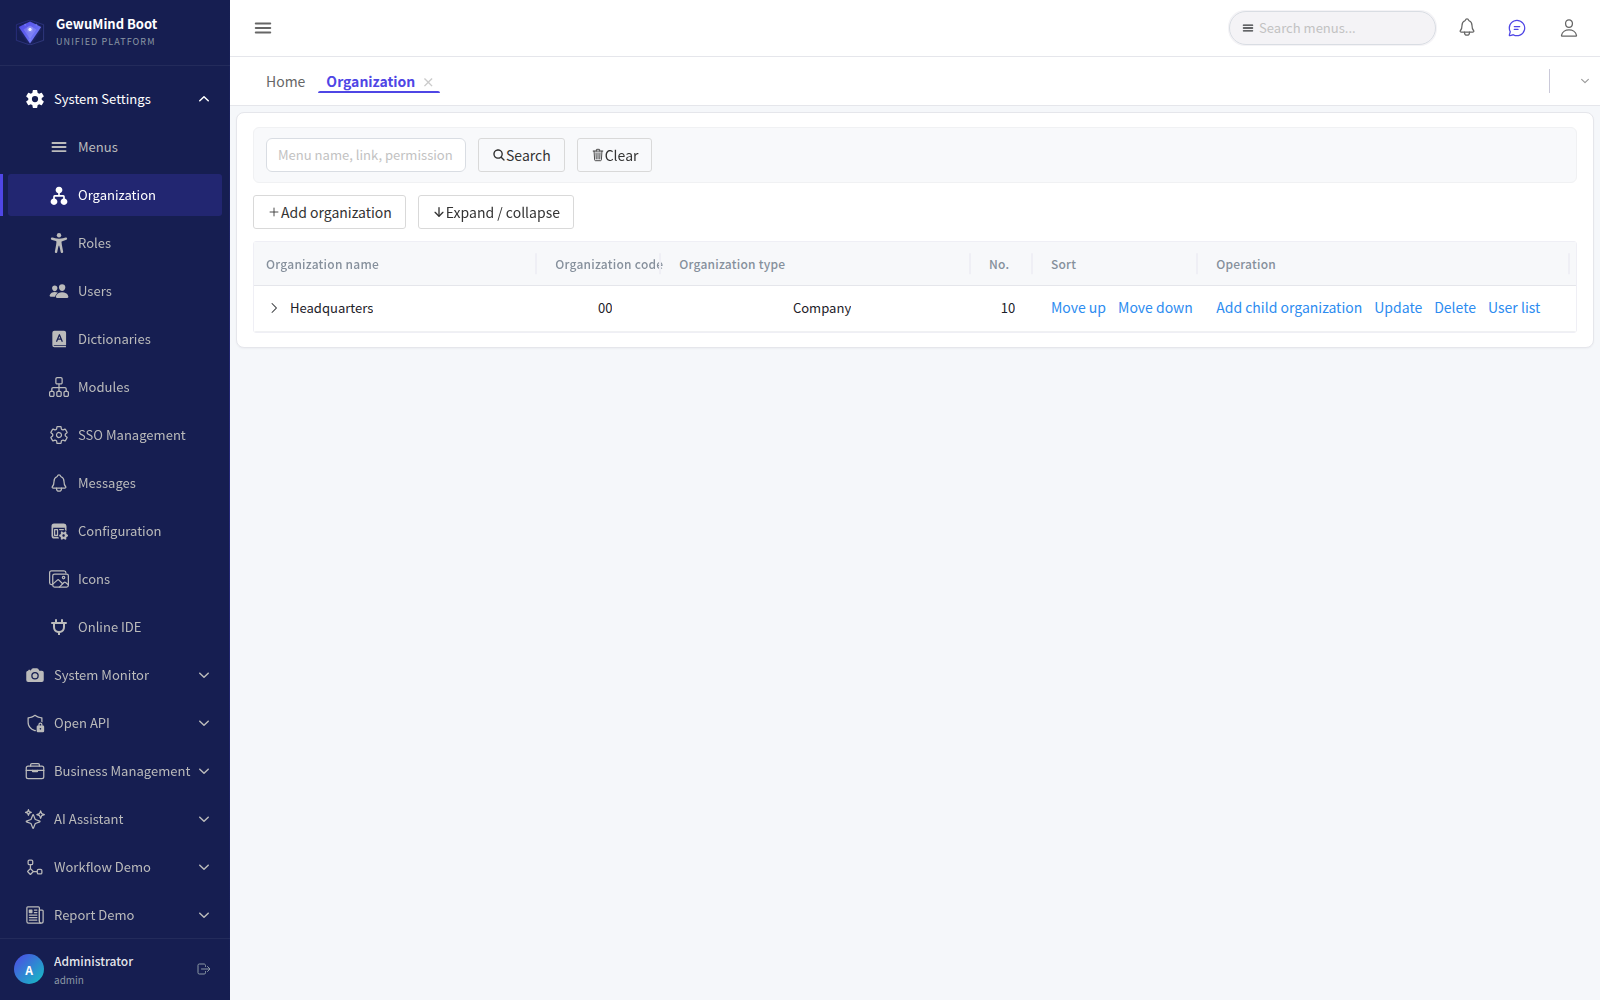 GewuMind Boot
UNIFIED PLATFORM
Search menus...
System Settings
Menus
Organization
Roles
Users
Dictionaries
Modules
SSO Management
Messages
Configuration
Icons
Online IDE
System Monitor
Open API
Business Management
AI Assistant
Workflow Demo
Report Demo
A
Administrator
admin
Home Organization
Menu name, link, permission Search Clear
Add organization Expand / collapse
Organization name Organization code Organization type No. Sort Operation
Headquarters 00 Company 10 Move up Move down Add child organization Update Delete User list